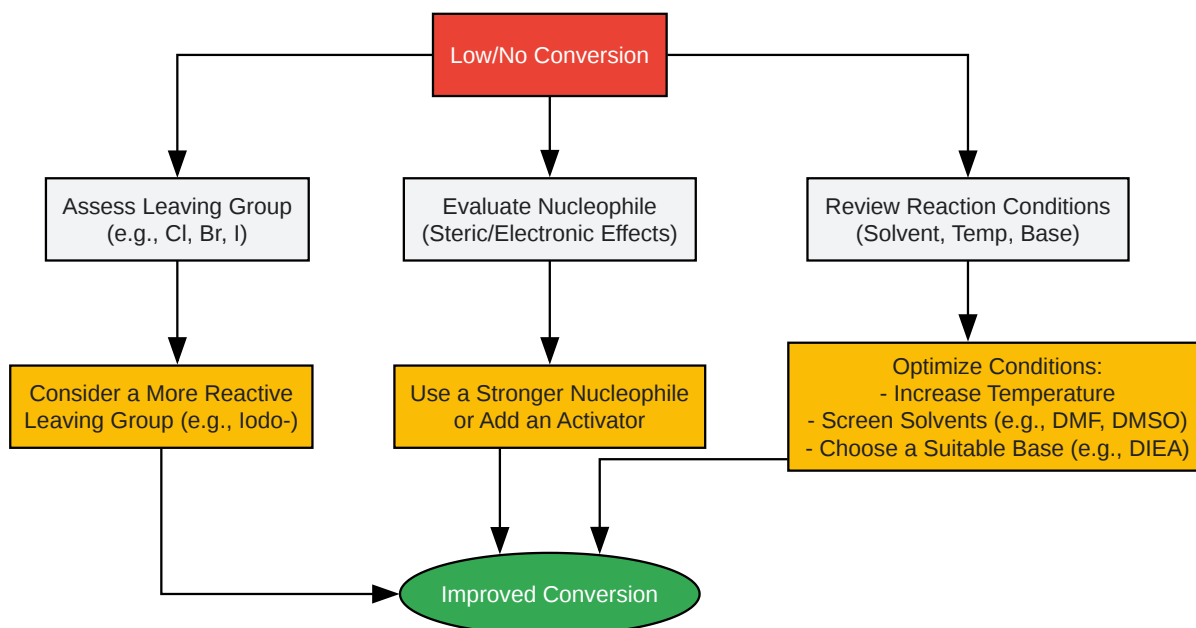 Low/No Conversion
Assess Leaving Group
(e.g., Cl, Br, I)
Evaluate Nucleophile
(Steric/Electronic Effects)
Review Reaction Conditions
(Solvent, Temp, Base)
Consider a More Reactive
Leaving Group (e.g., Iodo-)
Use a Stronger Nucleophile
or Add an Activator
Optimize Conditions:
- Increase Temperature
- Screen Solvents (e.g., DMF, DMSO)
- Choose a Suitable Base (e.g., DIEA)
Improved Conversion